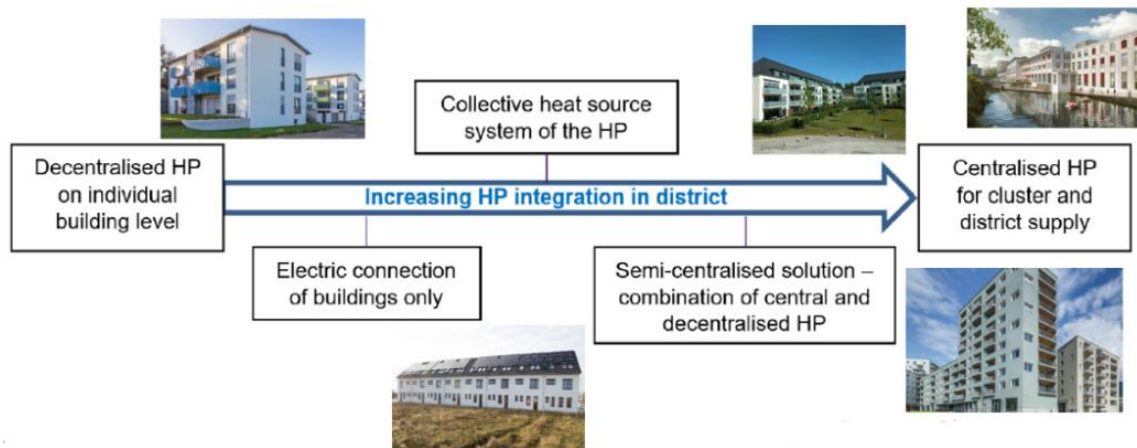 Collective heat source
system of the HP
Decentralised HP
on individual
building level
Increasing HP integration in district
Centralised HP
for cluster and
district supply
Electric connection
of buildings only
Semi-centralised solution –
combination of central and
decentralised HP